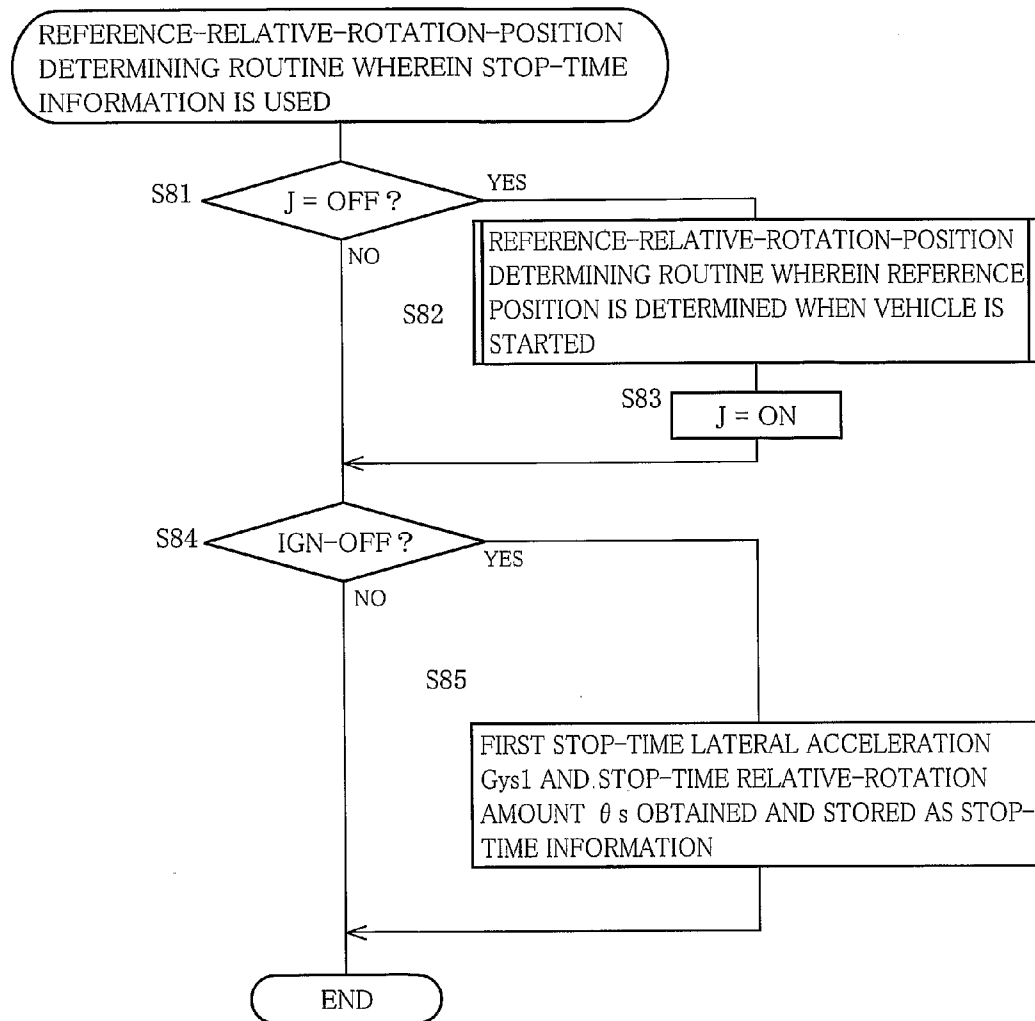 REFERENCE-RELATIVE-ROTATION-POSITION
DETERMINING ROUTINE WHEREIN STOP-TIME
INFORMATION IS USED
S81
J = OFF ?
YES
NO
S82
REFERENCE-RELATIVE-ROTATION-POSITION
DETERMINING ROUTINE WHEREIN REFERENCE
POSITION IS DETERMINED WHEN VEHICLE IS
STARTED
S83
J = ON
S84
IGN-OFF ?
YES
NO
S85
FIRST STOP-TIME LATERAL ACCELERATION
Gys1 AND STOP-TIME RELATIVE-ROTATION
AMOUNT θs OBTAINED AND STORED AS STOP-
TIME INFORMATION
END